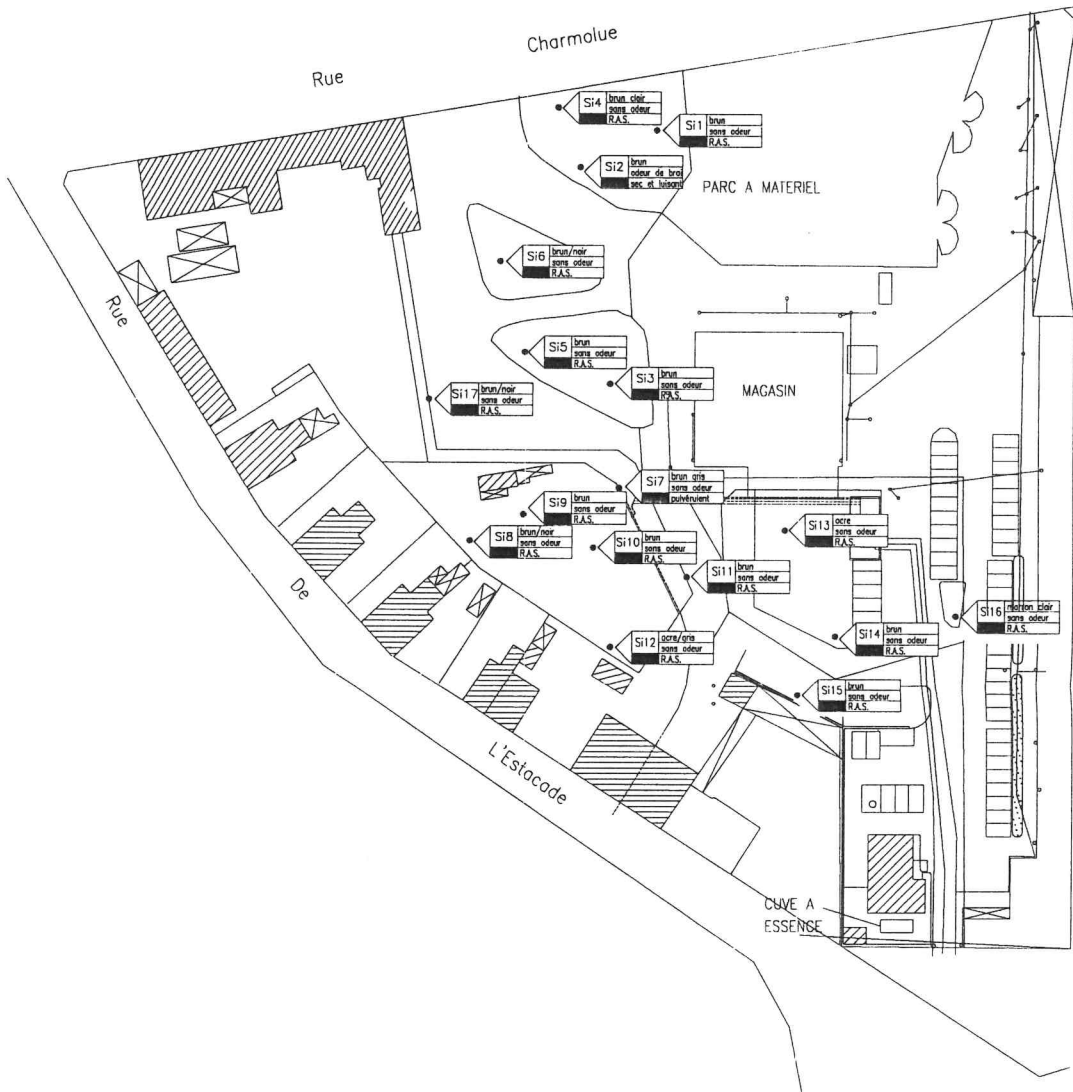 Rue Charmolue
Si4
brun clair
sans odeur
R.A.S.
Si1
brun
sans odeur
R.A.S.
Si2
brun
odeur de broi
sec et luisant
PARC A MATERIEL
Si6
brun/noir
sans odeur
R.A.S.
Rue
Si5
brun
sans odeur
R.A.S.
Si3
brun
sans odeur
R.A.S.
MAGASIN
Si17
brun/noir
sans odeur
R.A.S.
Si7
brun gris
sans odeur
pulvérulent
Si9
brun
sans odeur
R.A.S.
Si13
ocre
sans odeur
R.A.S.
Si8
brun/noir
sans odeur
R.A.S.
Si10
brun
sans odeur
R.A.S.
Si11
brun
sans odeur
R.A.S.
De
Si16
marron clair
sans odeur
R.A.S.
Si12
ocre/gris
sans odeur
R.A.S.
Si14
brun
sans odeur
R.A.S.
Si15
brun
sans odeur
R.A.S.
L'Estacade
CUVE A
ESSENCE